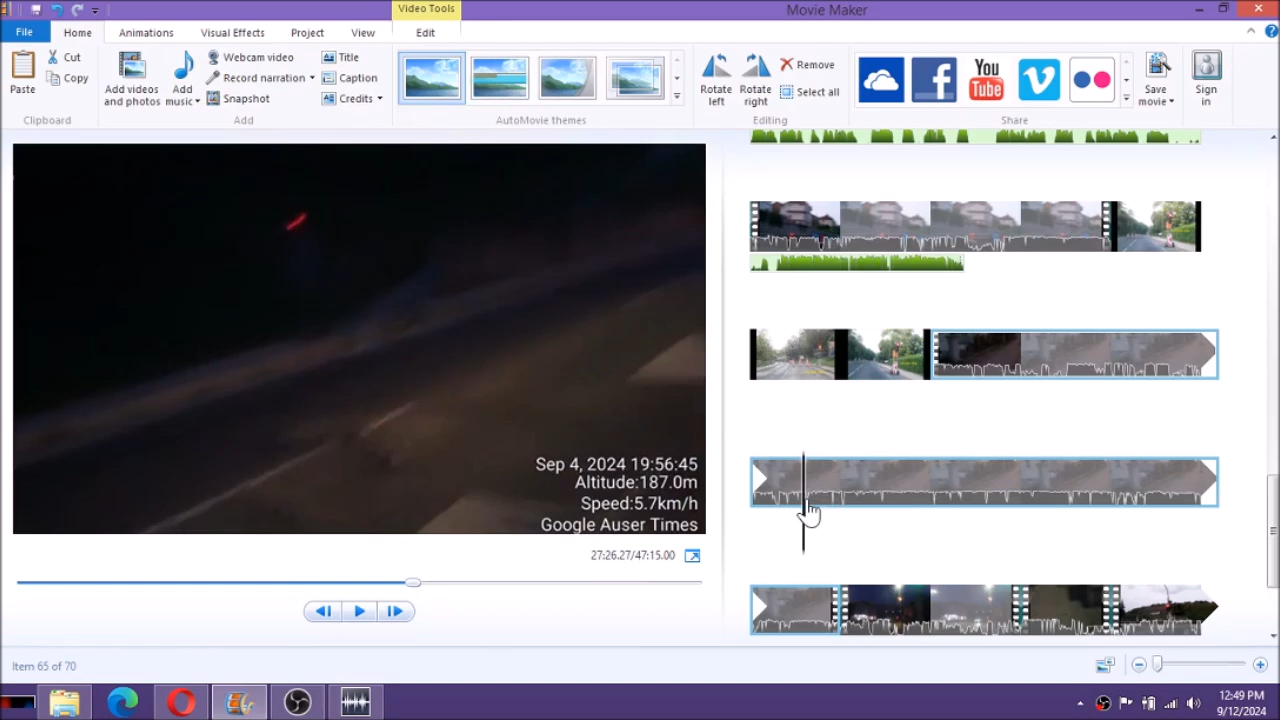 Video Tools
Movie Maker
File
Home
Animations
Visual Effects
Project
View
Edit
Paste
Cut
Copy
Clipboard
Add videos
and photos
Add
music
Webcam video
Record narration
Snapshot
Title
Caption
Credits
Add
AutoMovie themes
Rotate
left
Rotate
right
Remove
Select all
Editing
You
Tube
Share
Save
movie
Sign
in
Sep 4, 2024 19:56:45
Altitude:187.0m
Speed:5.7km/h
Google Auser Times
27:26.27/47:15.00
Item 65 of 70
12:49 PM
9/12/2024